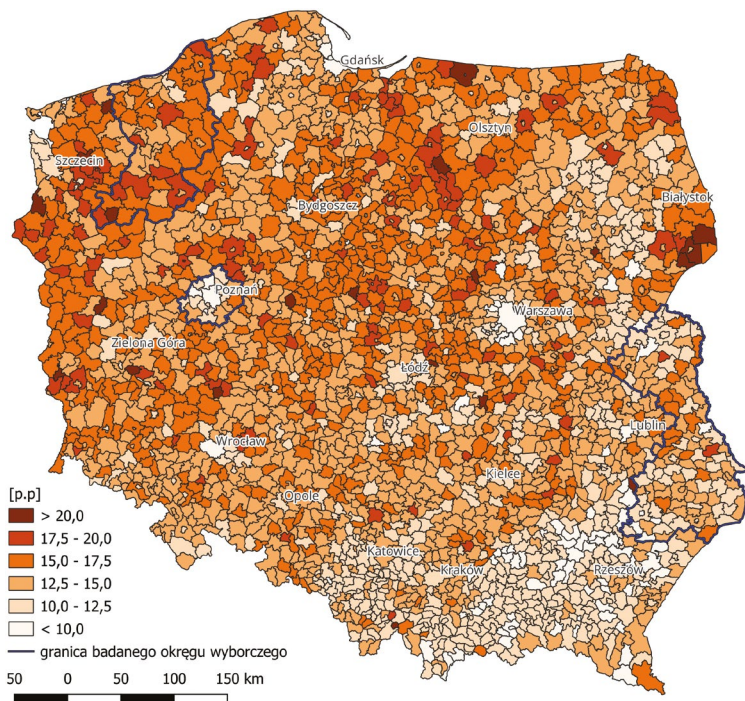 Gdańsk
Olsztyn
Szczecin
Białystok
Bydgoszcz
Poznań
Warszawa
Zielona Góra
Łódź
Lublin
Wrocław
Kielce
Opole
Katowice
Kraków
Rzeszów
[p.p]
> 20,0
17,5 - 20,0
15,0 - 17,5
12,5 - 15,0
10,0 - 12,5
< 10,0
granica badanego okręgu wyborczego
50 0 50 100 150 km